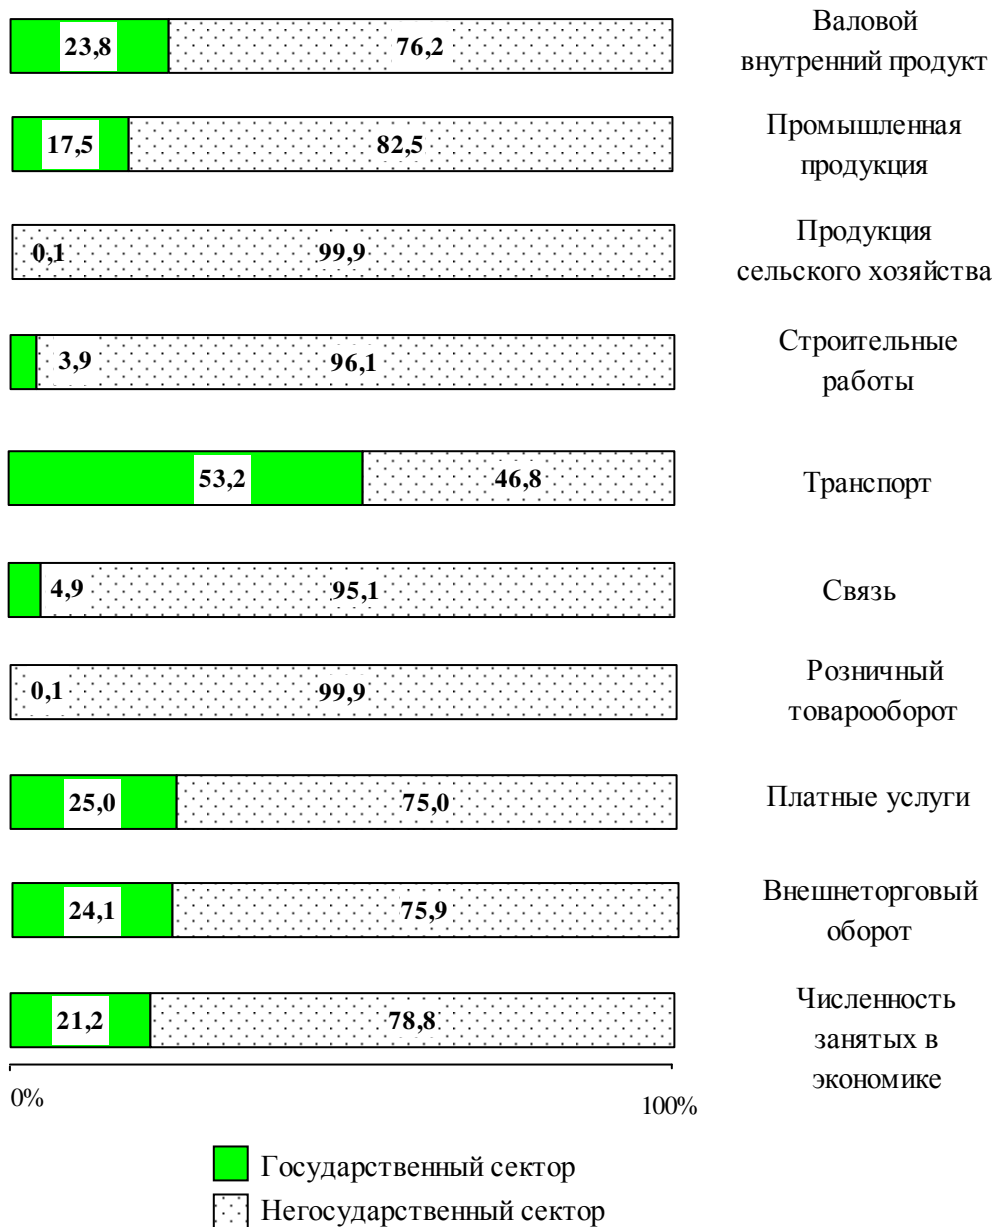 23,8 76,2 Валовой
внутренний продукт
17,5 82,5 Промышленная
продукция
0,1 99,9 Продукция
сельского хозяйства
3,9 96,1 Строительные
работы
53,2 46,8 Транспорт
4,9 95,1 Связь
0,1 99,9 Розничный
товарооборот
25,0 75,0 Платные услуги
24,1 75,9 Внешнеторговый
оборот
21,2 78,8 Численность
занятых в
экономике
0% 100%
Государственный сектор
Негосударственный сектор